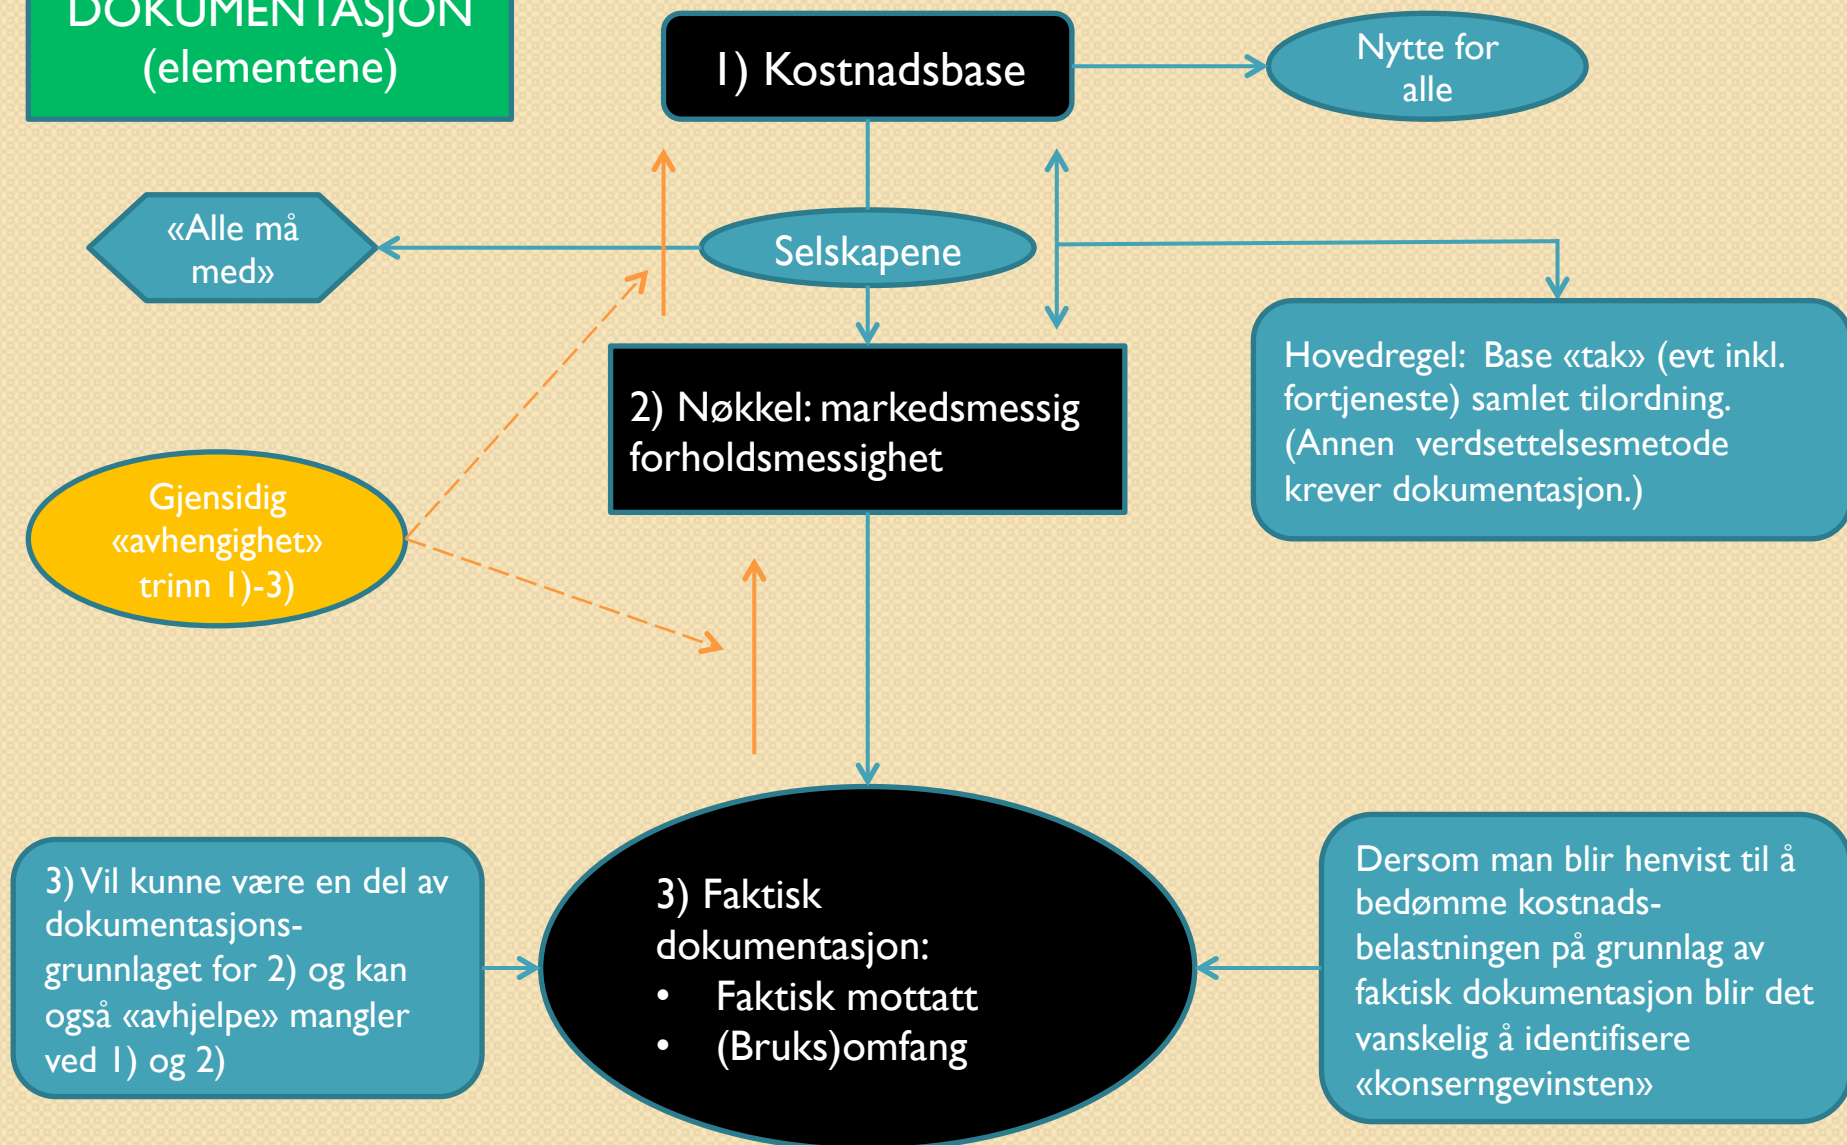 DOKUMENTASJON
(elementene)
1) Kostnadsbase
Nytte for
alle
«Alle må
med»
Selskapene
Hovedregel: Base «tak» (evt inkl.
fortjeneste) samlet tilordning.
(Annen verdsettelsesmetode
krever dokumentasjon.)
2) Nøkkel: markedsmessig
forholdsmessighet
Gjensidig
«avhengighet»
trinn 1)-3)
3) Vil kunne være en del av
dokumentasjons-
grunnlaget for 2) og kan
også «avhjelpe» mangler
ved 1) og 2)
3) Faktisk
dokumentasjon:
• Faktisk mottatt
• (Bruks)omfang
Dersom man blir henvist til å
bedømme kostnads-
belastningen på grunnlag av
faktisk dokumentasjon blir det
vanskelig å identifisere
«konserngevinsten»